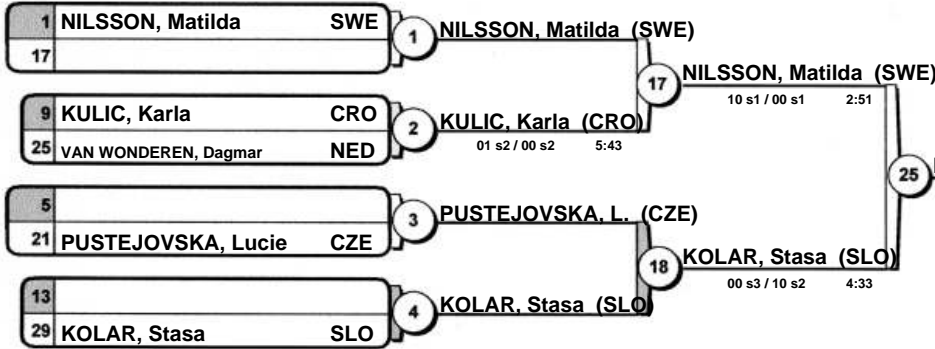 1 NILSSON, Matilda SWE
17
1
NILSSON, Matilda (SWE)
9 KULIC, Karla CRO
25 VAN WONDEREN, Dagmar NED
2
KULIC, Karla (CRO)
01 s2 / 00 s2 5:43
17
NILSSON, Matilda (SWE)
10 s1 / 00 s1 2:51
5
21 PUSTEJOVSKA, Lucie CZE
3
PUSTEJOVSKA, L. (CZE)
13
29 KOLAR, Stasa SLO
4
KOLAR, Stasa (SLO)
18
KOLAR, Stasa (SLO)
00 s3 / 10 s2 4:33
25